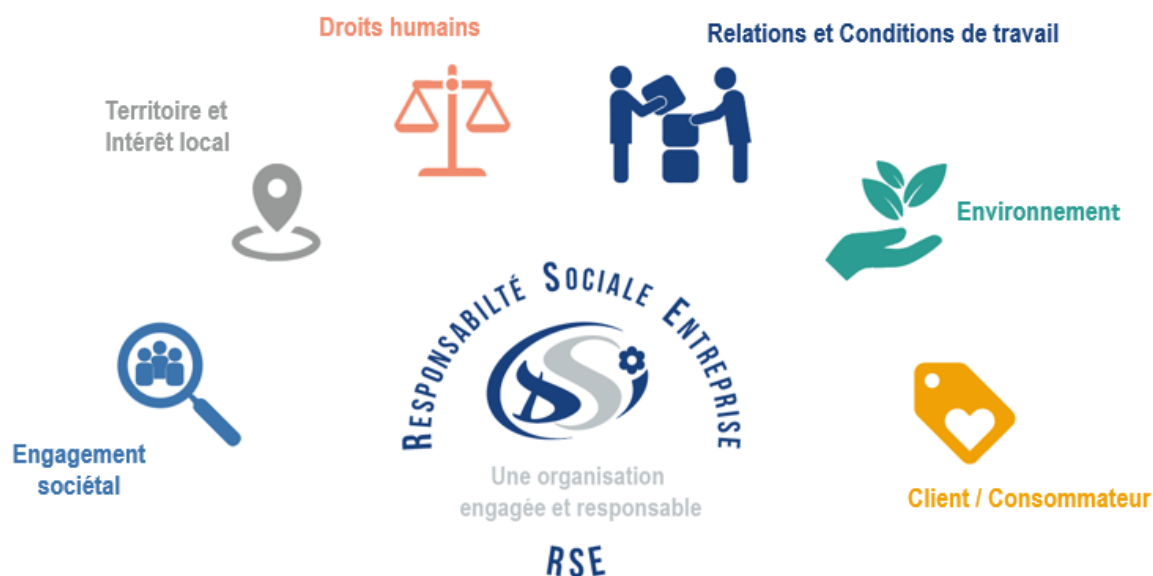 Droits humains
Relations et Conditions de travail
Territoire et
Intérêt local
Environnement
RESPONSABILTÉ SOCIALE ENTREPRISE
Engagement
sociétal
Une organisation
engagée et responsable
Client / Consommateur
RSE